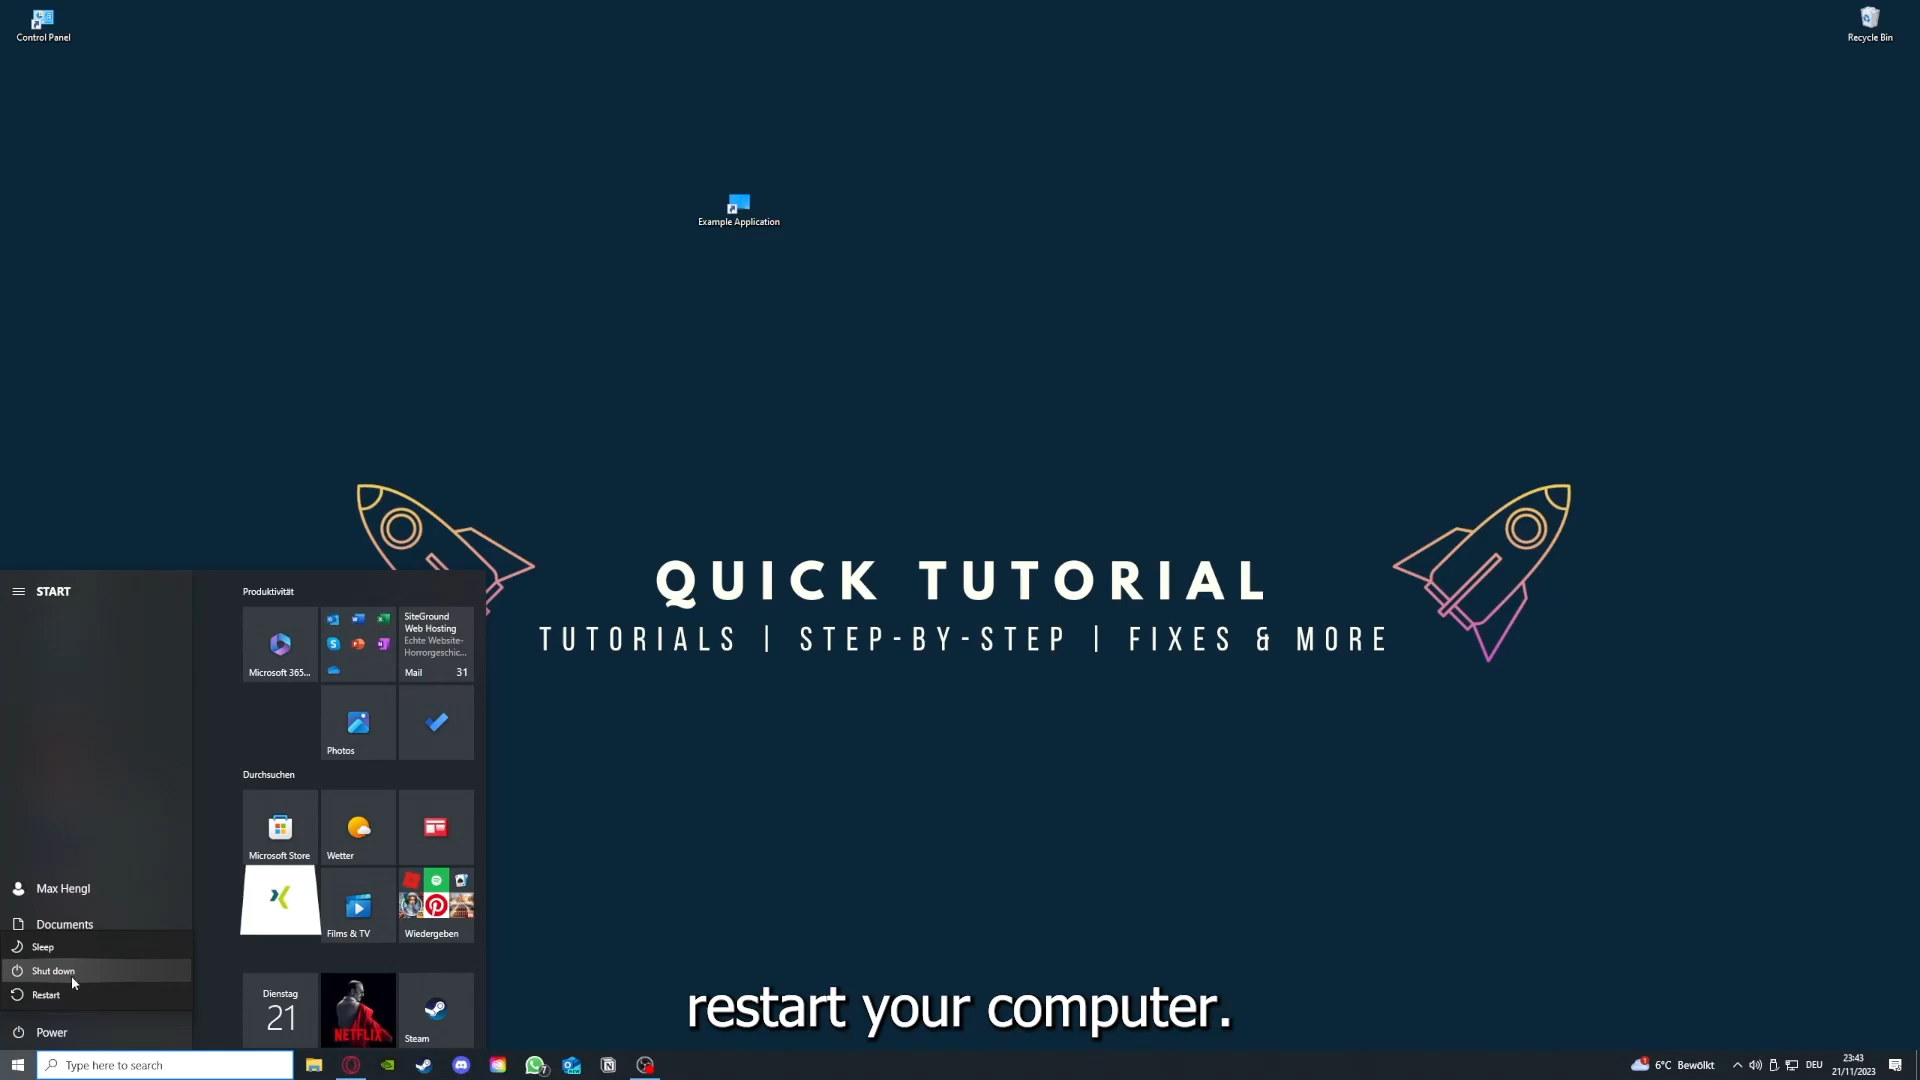 Control Panel
Recycle Bin
Example Application
QUICK TUTORIAL
TUTORIALS | STEP-BY-STEP | FIXES & MORE
START
Produktivität
SiteGround
Web Hosting
Echte Website-
Horrorgeschic...
Microsoft 365...
Mail 31
Photos
Durchsuchen
Microsoft Store
Wetter
Max Hengl
Documents
Films & TV
Wiedergeben
Sleep
Shut down
Restart
Power
Dienstag
21
NETFLIX
Steam
restart your computer.
Type here to search
7
1
6°C Bewölkt
DEU
23:43
21/11/2023